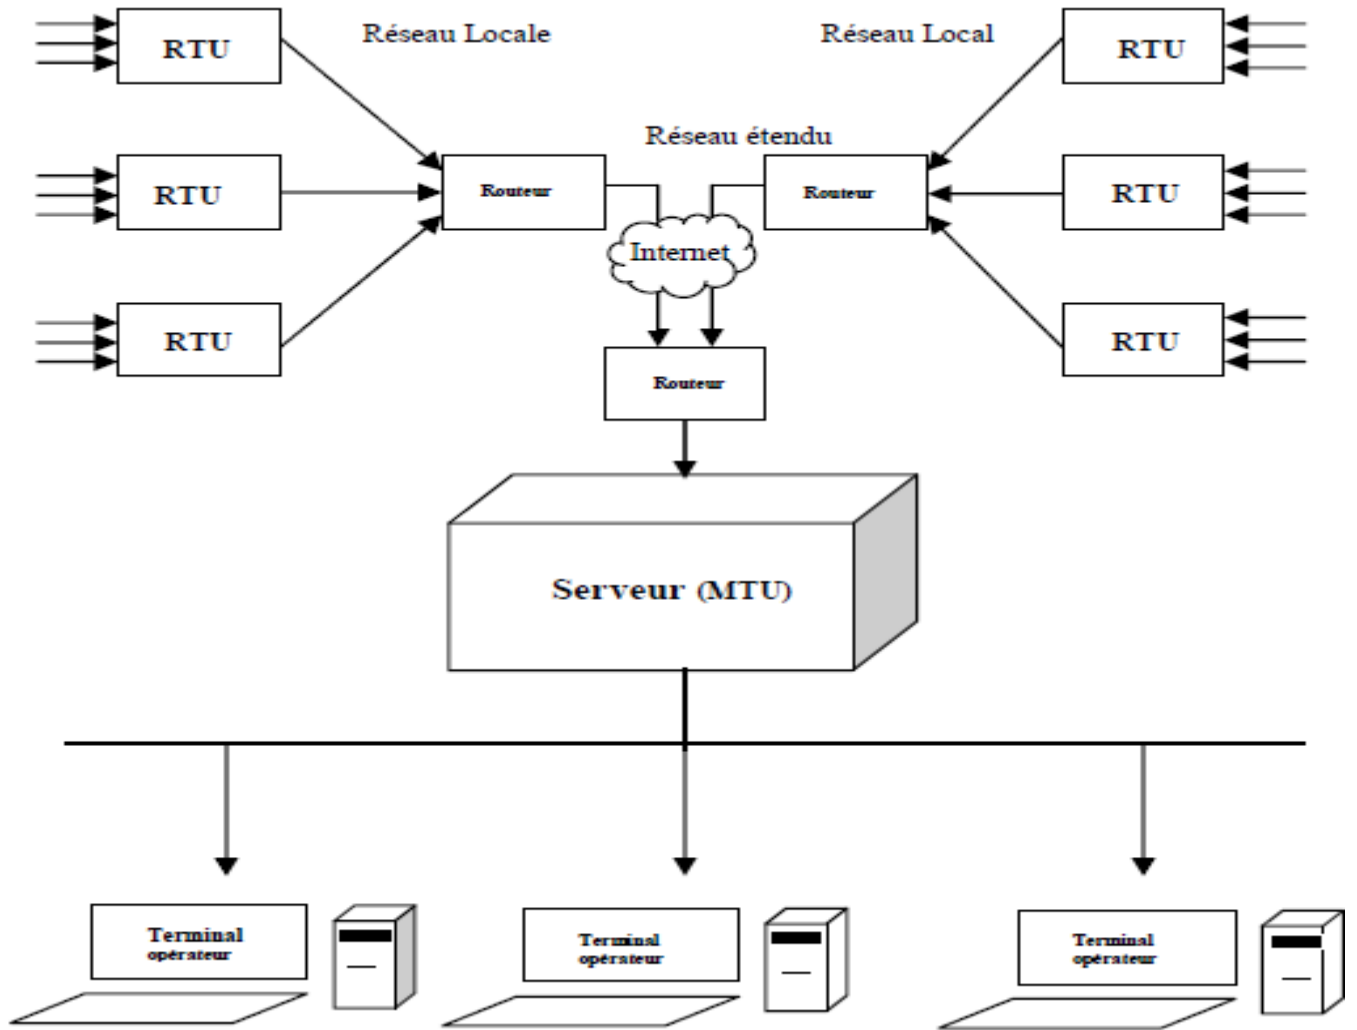 RTU
Réseau Locale
Réseau Local
RTU
Réseau étendu
RTU
Routeur
Routeur
RTU
Internet
RTU
RTU
Routeur
Serveur (MTU)
Terminal
opérateur
Terminal
opérateur
Terminal
opérateur